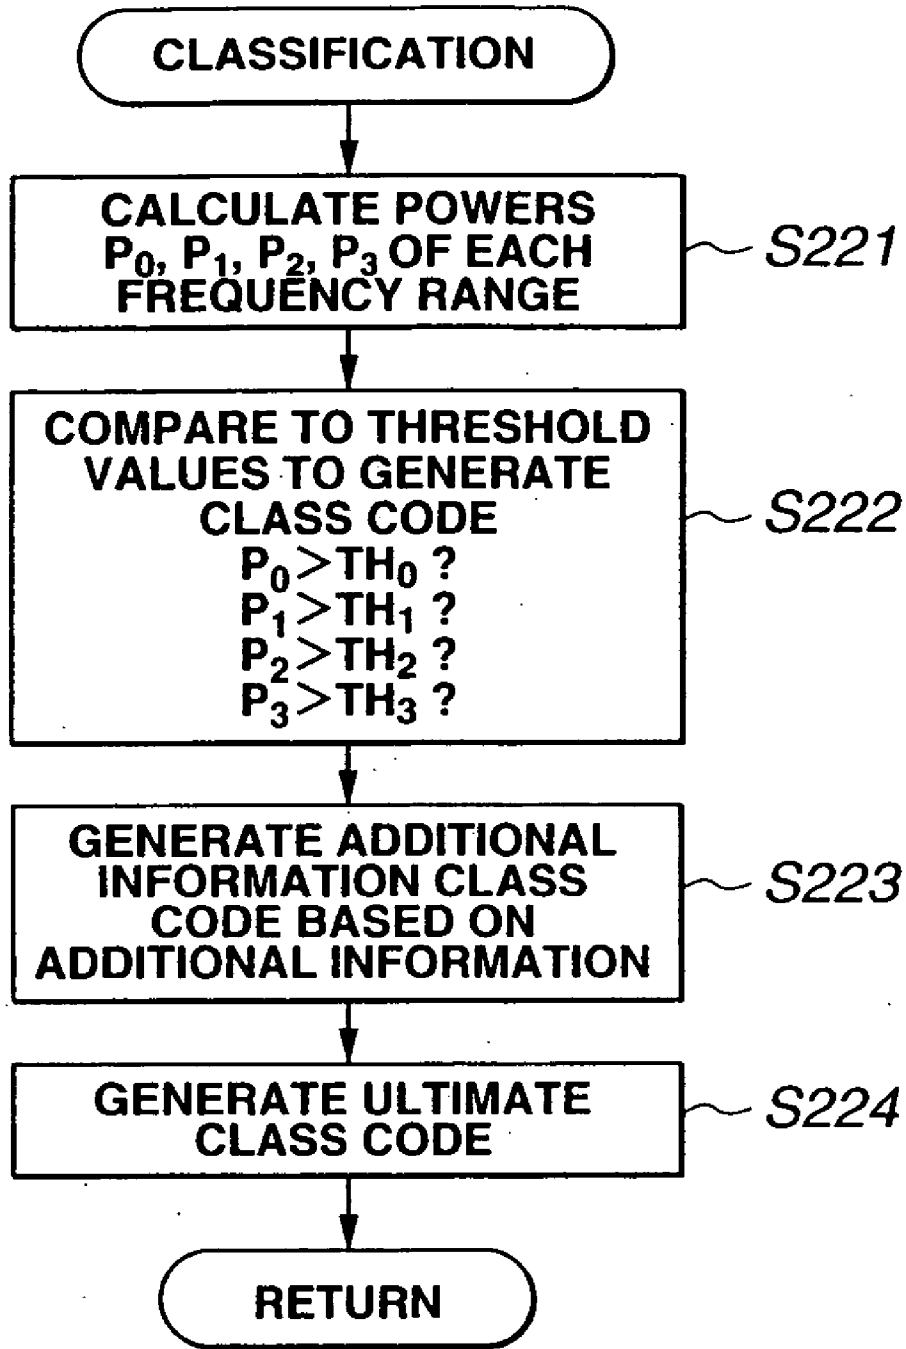 CLASSIFICATION
CALCULATE POWERS
P₀, P₁, P₂, P₃ OF EACH
FREQUENCY RANGE
S221
COMPARE TO THRESHOLD
VALUES TO GENERATE
CLASS CODE
P₀>TH₀ ?
P₁>TH₁ ?
P₂>TH₂ ?
P₃>TH₃ ?
S222
GENERATE ADDITIONAL
INFORMATION CLASS
CODE BASED ON
ADDITIONAL INFORMATION
S223
GENERATE ULTIMATE
CLASS CODE
S224
RETURN